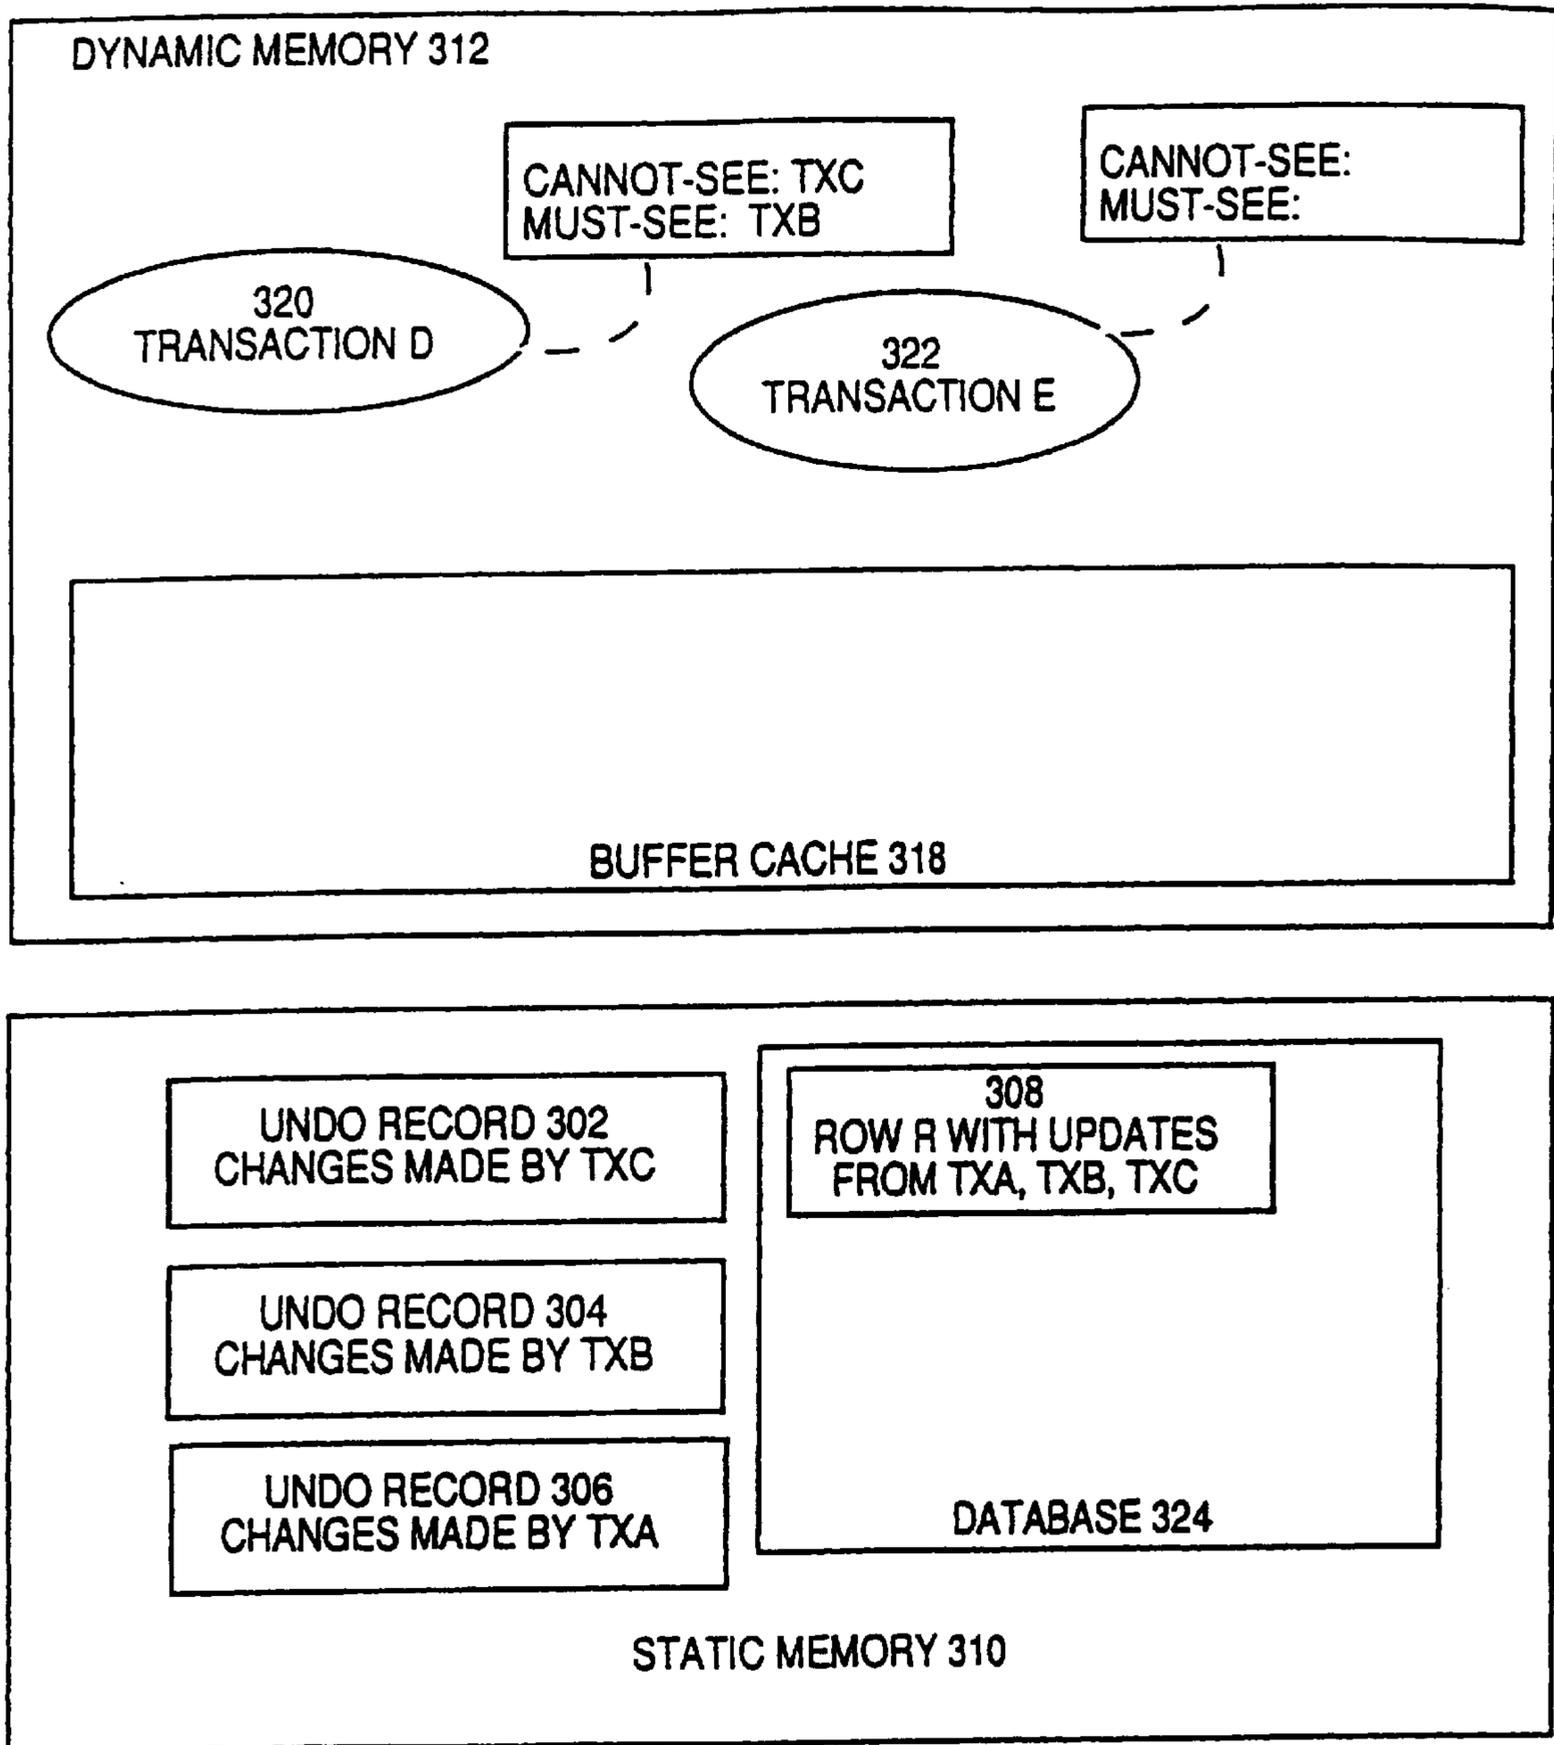 DYNAMIC MEMORY 312
CANNOT-SEE: TXC
MUST-SEE: TXB
CANNOT-SEE:
MUST-SEE:
320
TRANSACTION D
322
TRANSACTION E
BUFFER CACHE 318
UNDO RECORD 302
CHANGES MADE BY TXC
UNDO RECORD 304
CHANGES MADE BY TXB
UNDO RECORD 306
CHANGES MADE BY TXA
308
ROW R WITH UPDATES
FROM TXA, TXB, TXC
DATABASE 324
STATIC MEMORY 310